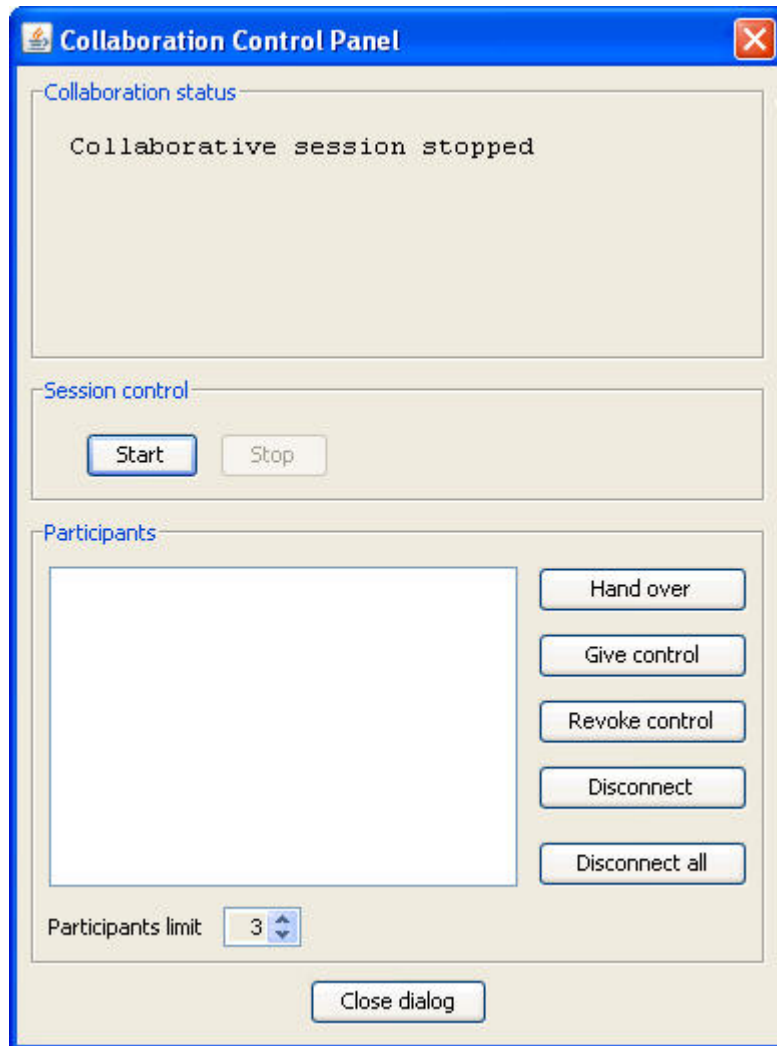 Collaboration Control Panel
Collaboration status
Collaborative session stopped
Session control
Start Stop
Participants
Hand over
Give control
Revoke control
Disconnect
Disconnect all
Participants limit 3
Close dialog